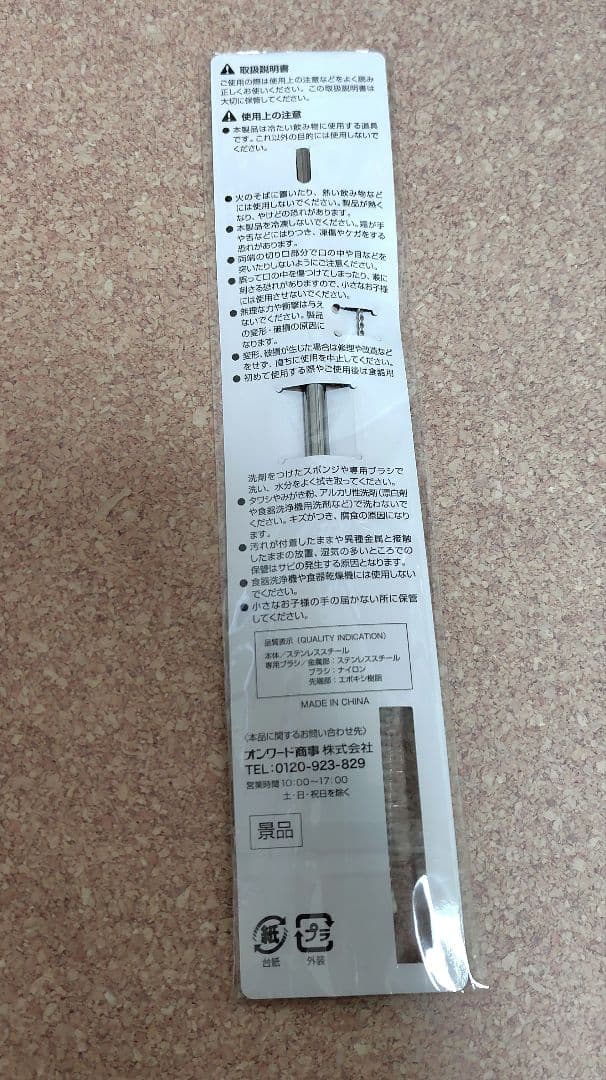 取扱説明書
ご使用の際は使用上の注意などをよく読み
正しくお使いください。この取扱説明書は
大切に保管してください。
使用上の注意
● 本製品は冷たい飲み物に使用する道具
です。これ以外の目的には使用しないで
ください。
● 火のそばに置いたり、熱い飲み物など
には使用しないでください。製品が熱く
なり、やけどの恐れがあります。
● 本製品を冷凍しないでください。霜が手
や舌などにはりつき、凍傷やケガをする
恐れがあります。
● 両端の切り口部分で口の中や目などを
突いたりしないようにご注意ください。
● 誤って口の中を傷つけてしまったり、喉に
刺さる恐れがありますので、小さなお子様
には使用させないでください。
● 無理な力や衝撃は与え
ないでください。製品
の変形・破損の原因に
なります。
● 変形、破損が生じた場合は修理や改造など
をせず、直ちに使用を中止してください。
● 初めて使用する際やご使用後は食器用
洗剤をつけたスポンジや専用ブラシで
洗い、水分をよく拭き取ってください。
● タワシやみがき粉、アルカリ性洗剤(漂白剤
や食器洗浄機用洗剤など)で洗わないで
ください。キズがつき、腐食の原因になり
ます。
● 汚れが付着したままや異種金属と接触
したままの放置、湿気の多いところでの
保管はサビの発生する原因となります。
● 食器洗浄機や食器乾燥機には使用しない
でください。
● 小さなお子様の手の届かない所に保管
してください。
品質表示 (QUALITY INDICATION)
本体/ステンレススチール
専用ブラシ/金属部:ステンレススチール
ブラシ:ナイロン
先端部:エポキシ樹脂
MADE IN CHINA
〈本品に関するお問い合わせ先〉
オンワード商事 株式会社
TEL:0120-923-829
営業時間10:00〜17:00
土・日・祝日を除く
景品
紙
プラ
台紙
外装